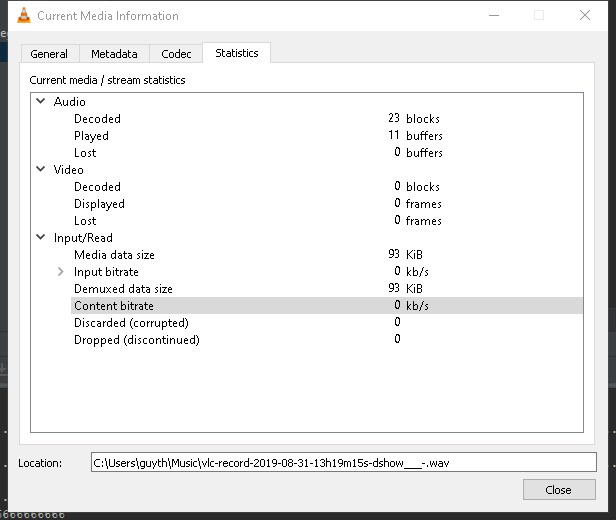 Current Media Information
General Metadata Codec Statistics
Current media / stream statistics
Audio
Decoded 23 blocks
Played 11 buffers
Lost 0 buffers
Video
Decoded 0 blocks
Displayed 0 frames
Lost 0 frames
Input/Read
Media data size 93 KiB
Input bitrate 0 kb/s
Demuxed data size 93 KiB
Content bitrate 0 kb/s
Discarded (corrupted) 0
Dropped (discontinued) 0
Location: C:\Users\guyth\Music\vlc-record-2019-08-31-13h19m15s-dshow___-.wav
Close